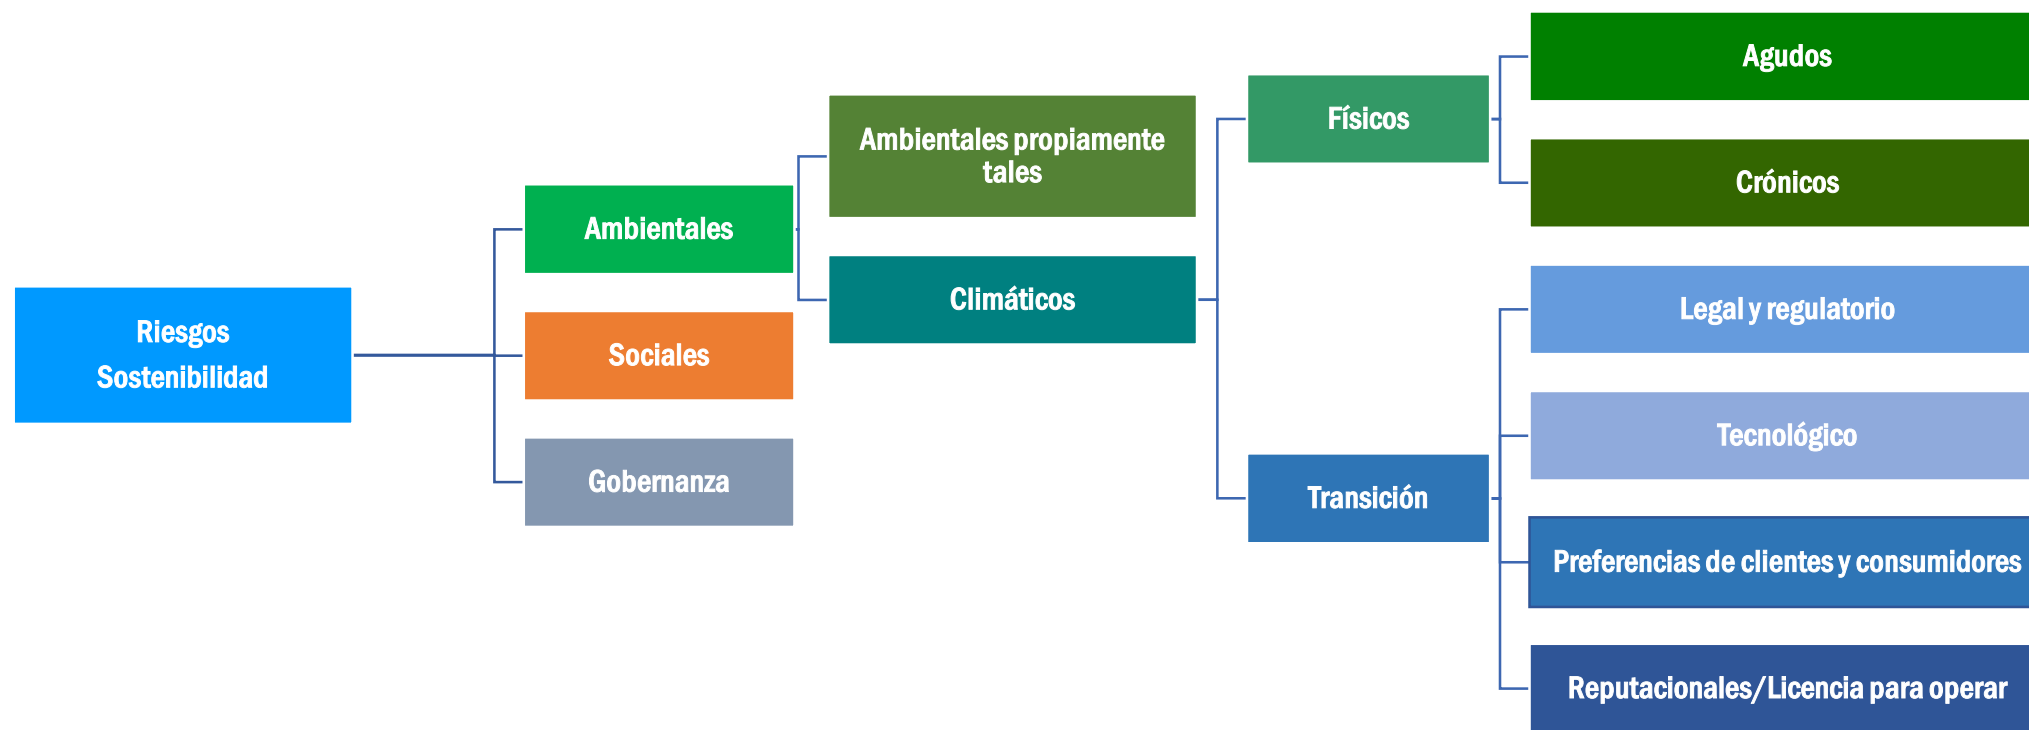 Riesgos
Sostenibilidad
Ambientales
Sociales
Gobernanza
Ambientales propiamente
tales
Climáticos
Físicos
Transición
Agudos
Crónicos
Legal y regulatorio
Tecnológico
Preferencias de clientes y consumidores
Reputacionales/Licencia para operar